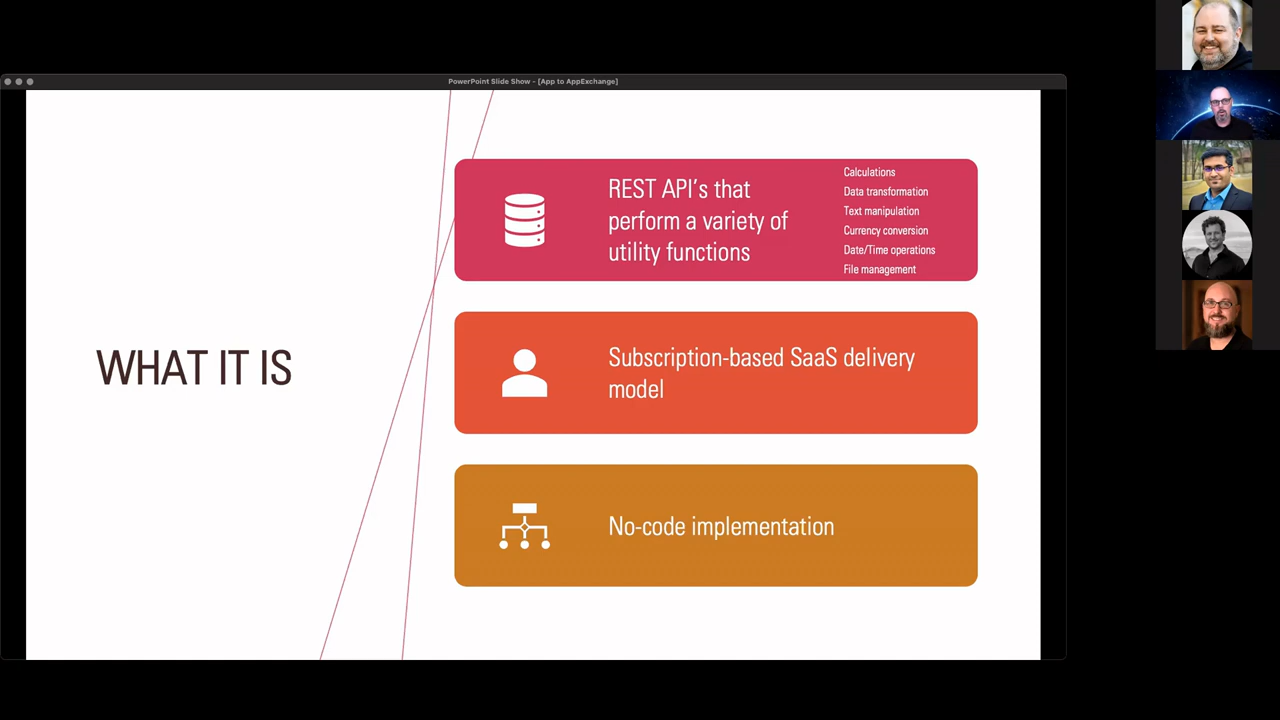 PowerPoint Slide Show - [App to AppExchange]
WHAT IT IS
REST API's that
perform a variety of
utility functions
Calculations
Data transformation
Text manipulation
Currency conversion
Date/Time operations
File management
Subscription-based SaaS delivery
model
No-code implementation